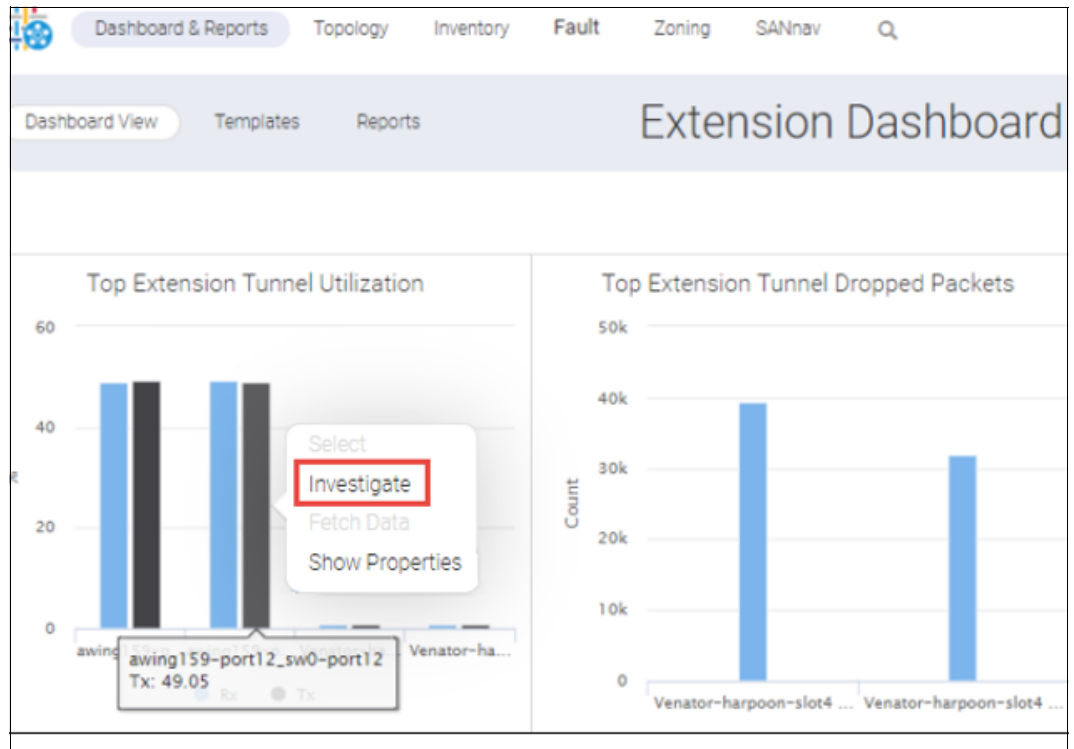 Dashboard & Reports Topology Inventory Fault Zoning SANnav
Dashboard View Templates Reports Extension Dashboard
Top Extension Tunnel Utilization
60
40
20
0
Select
Investigate
Fetch Data
Show Properties
awing159-port12_sw0-port12
Tx: 49.05
Venator-ha...
Rx Tx
Top Extension Tunnel Dropped Packets
50k
40k
30k
20k
10k
0
Count
Venator-harpoon-slot4 ... Venator-harpoon-slot4 ...